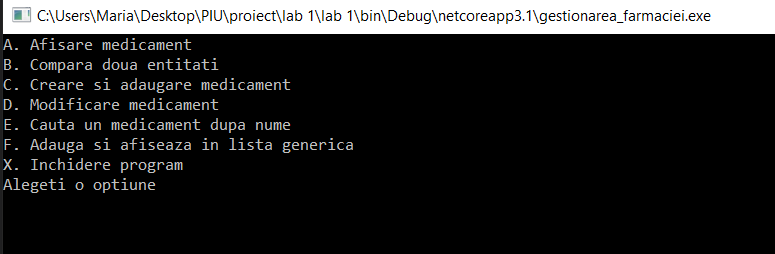 C:\Users\Maria\Desktop\PIU\proiect\lab 1\lab 1\bin\Debug\netcoreapp3.1\gestionarea_farmaciei.exe
A. Afisare medicament
B. Compara doua entitati
C. Creare si adaugare medicament
D. Modificare medicament
E. Cauta un medicament dupa nume
F. Adauga si afiseaza in lista generica
X. Inchidere program
Alegeti o optiune